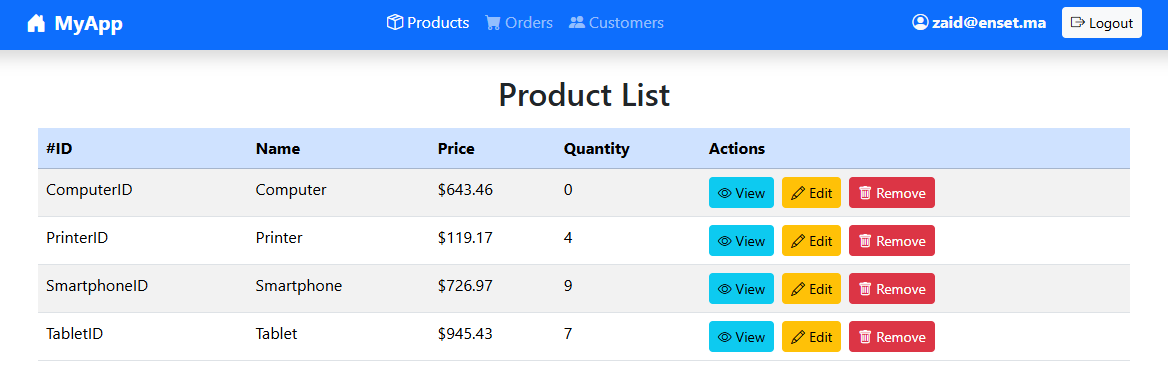 MyApp Products Orders Customers zaid@enset.ma Logout
Product List
#ID Name Price Quantity Actions
ComputerID Computer $643.46 0 View Edit Remove
PrinterID Printer $119.17 4 View Edit Remove
SmartphoneID Smartphone $726.97 9 View Edit Remove
TabletID Tablet $945.43 7 View Edit Remove